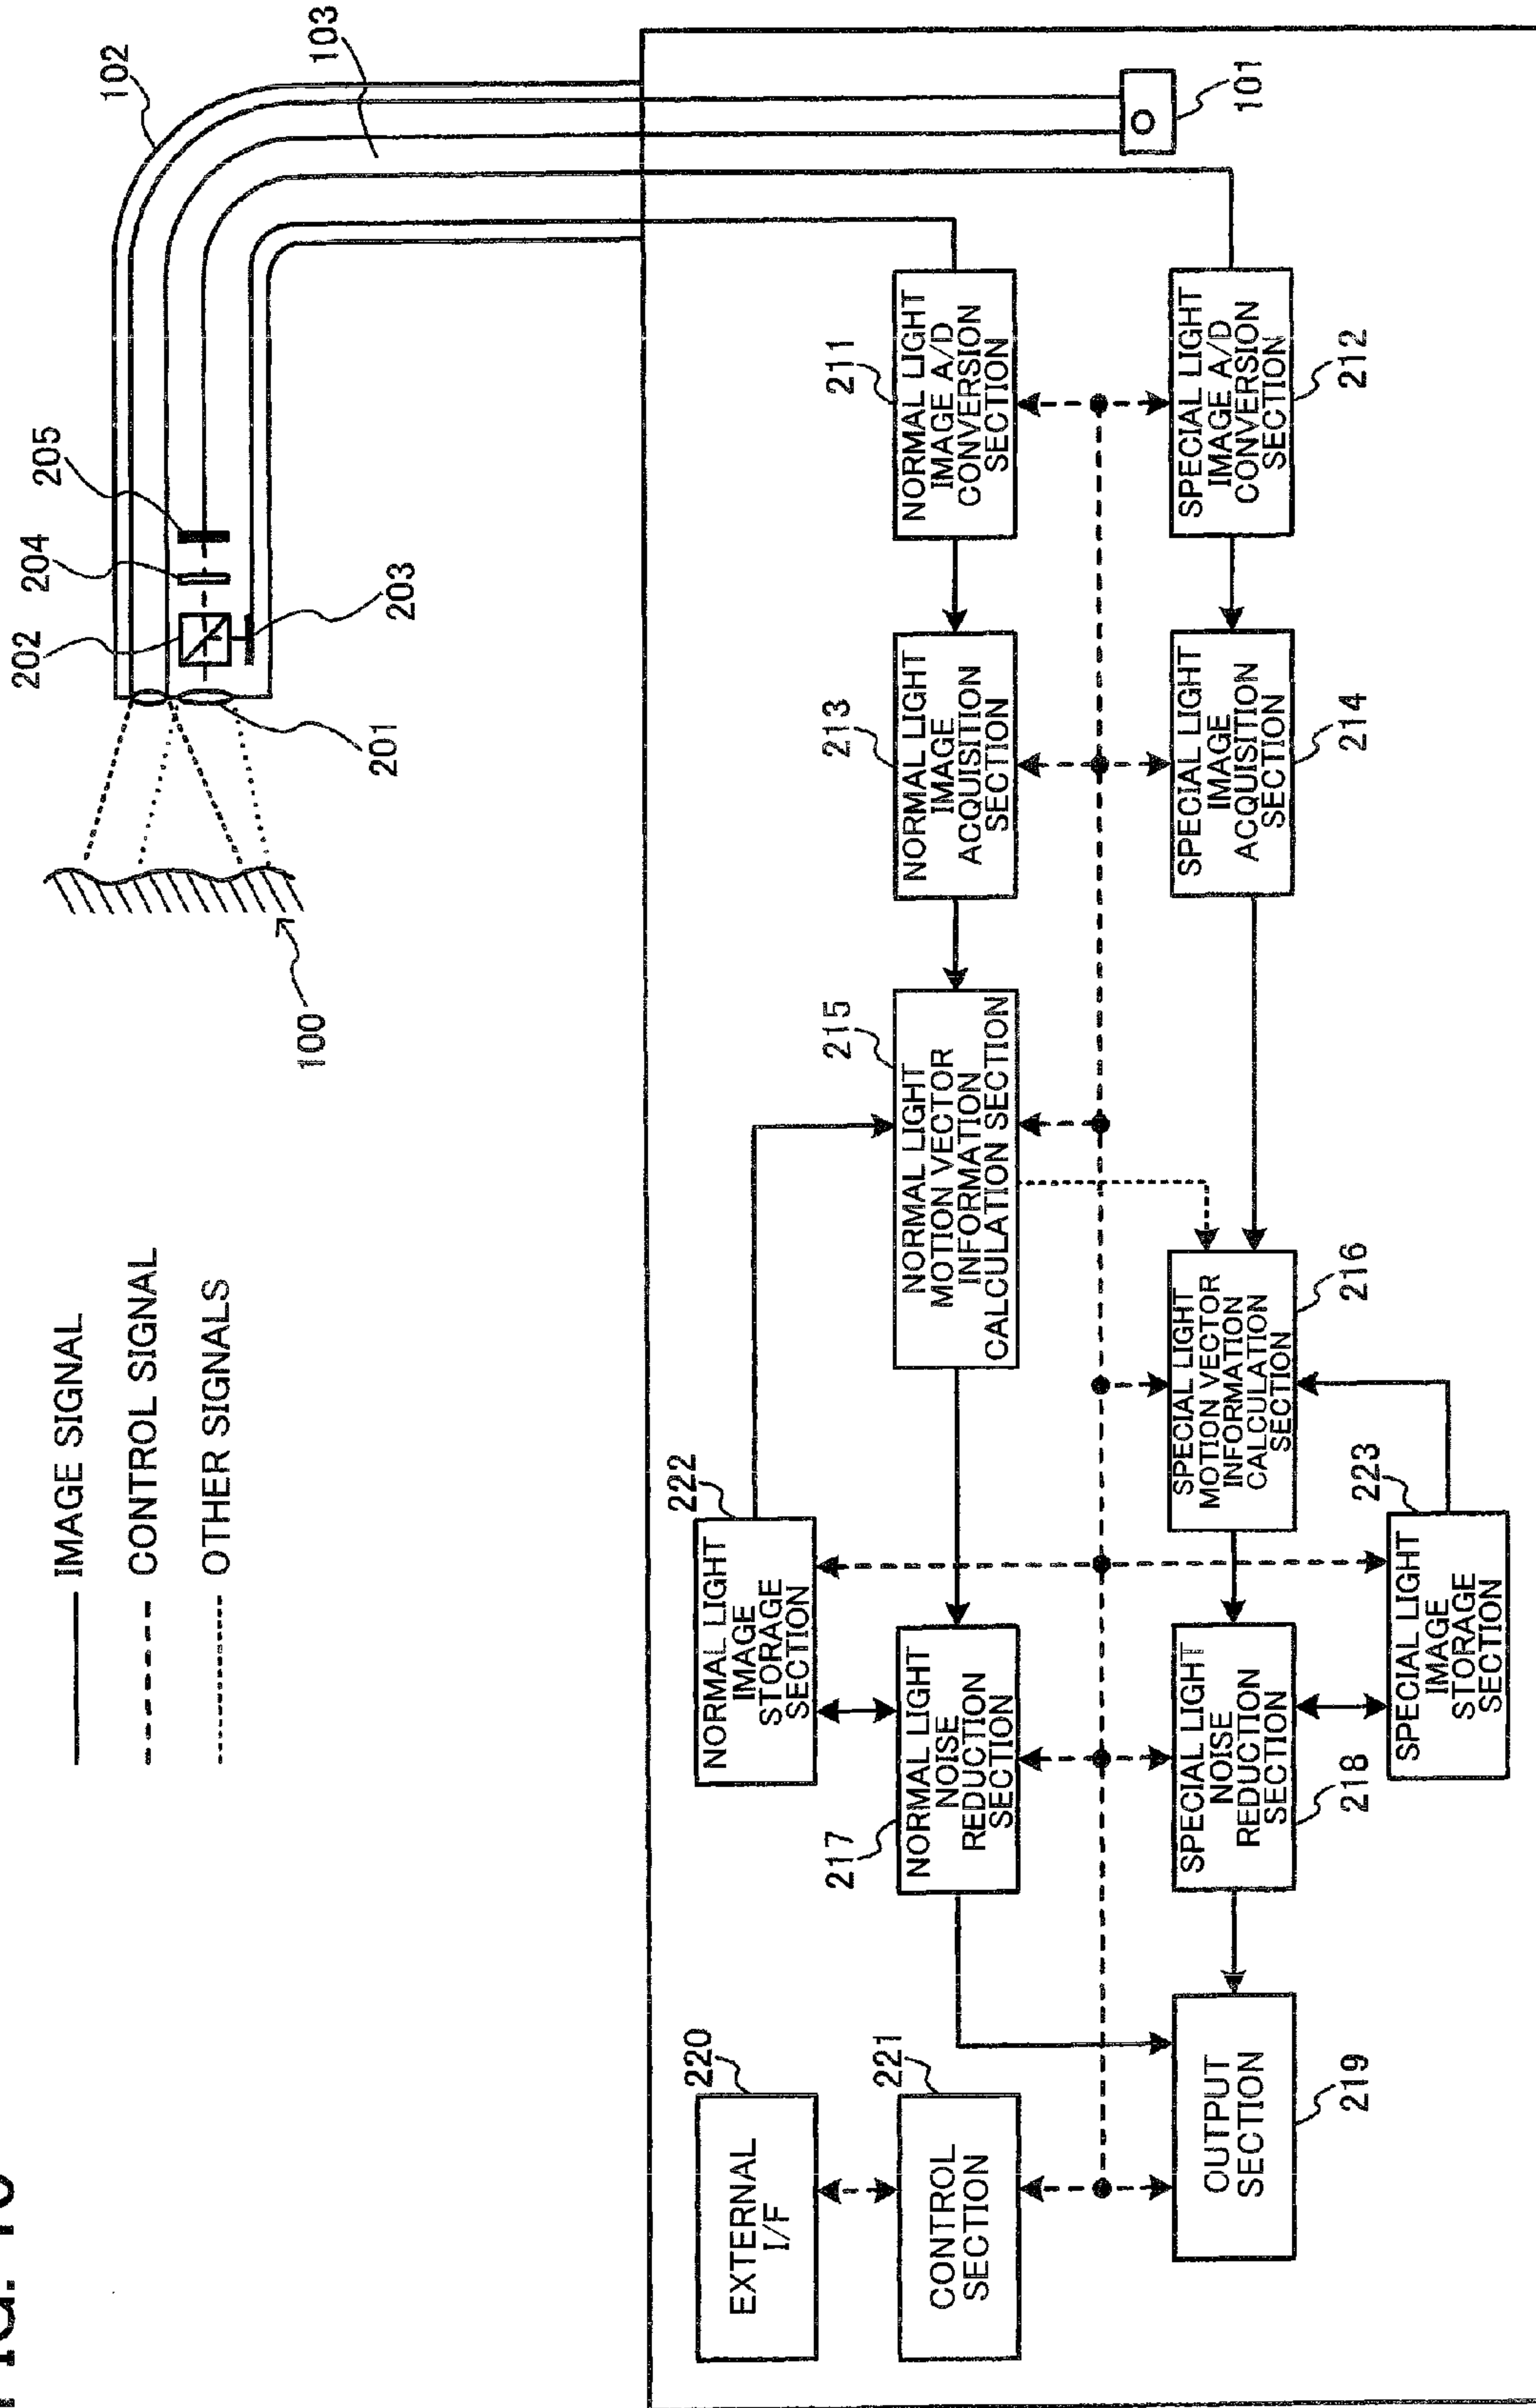 IMAGE SIGNAL
CONTROL SIGNAL
OTHER SIGNALS
100
201
202
203
204
205
102
103
101
220
EXTERNAL
I/F
221
CONTROL
SECTION
OUTPUT
SECTION
219
222
NORMAL LIGHT
IMAGE
STORAGE
SECTION
217
NORMAL LIGHT
NOISE
REDUCTION
SECTION
SPECIAL LIGHT
NOISE
REDUCTION
SECTION
218
223
SPECIAL LIGHT
IMAGE
STORAGE
SECTION
215
NORMAL LIGHT
MOTION VECTOR
INFORMATION
CALCULATION SECTION
SPECIAL LIGHT
MOTION VECTOR
INFORMATION
CALCULATION
SECTION
216
213
NORMAL LIGHT
IMAGE
ACQUISITION
SECTION
SPECIAL LIGHT
IMAGE
ACQUISITION
SECTION
214
211
NORMAL LIGHT
IMAGE A/D
CONVERSION
SECTION
SPECIAL LIGHT
IMAGE A/D
CONVERSION
SECTION
212